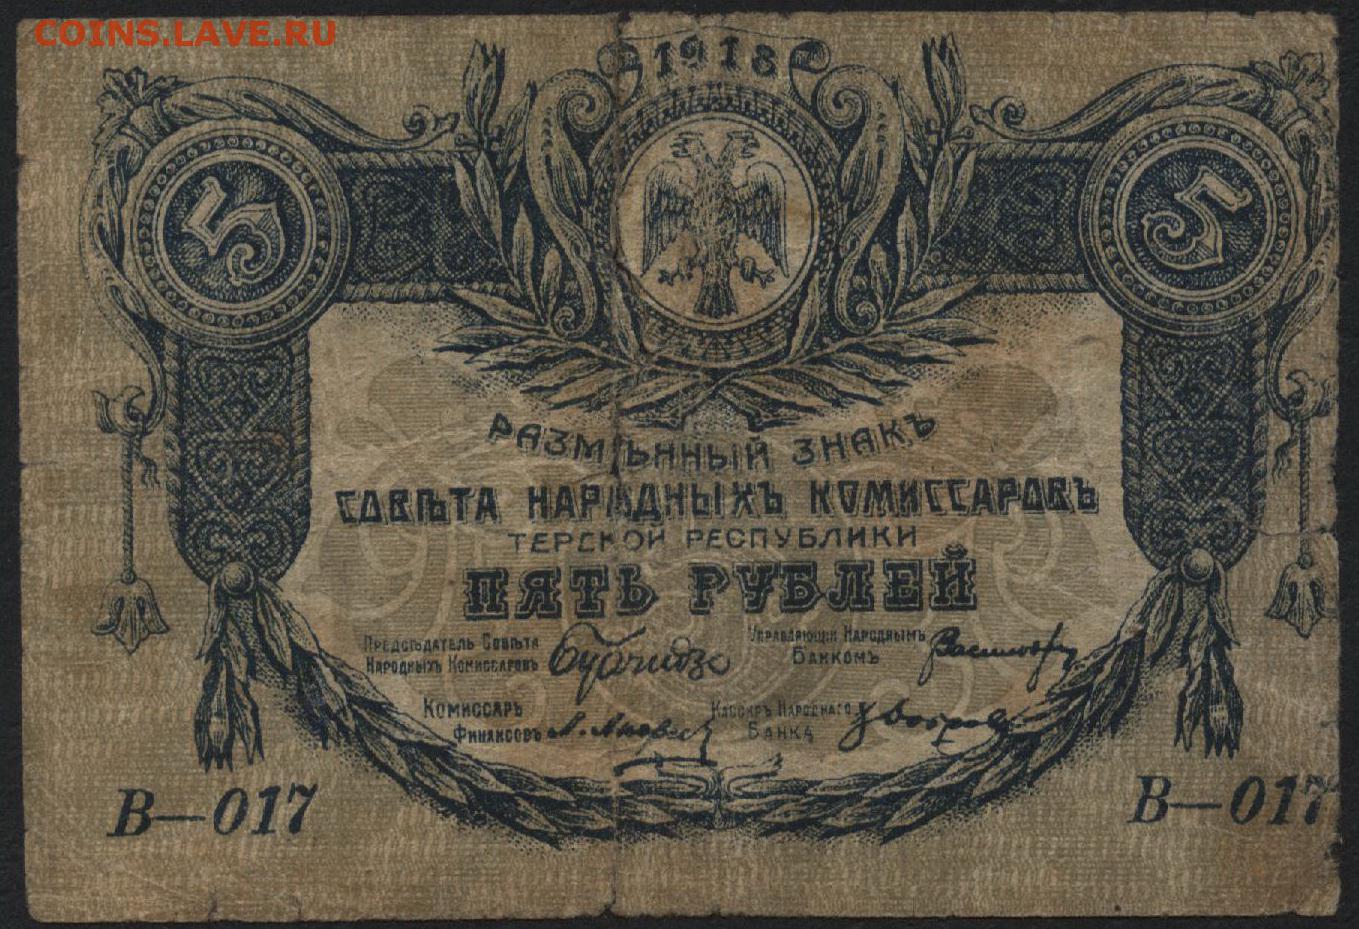 COINS.LAVE.RU
1918
5
5
РАЗМѢННЫЙ ЗНАКЪ
СОВѢТА НАРОДНЫХЪ КОМИССАРОВЪ
ТЕРСКОЙ РЕСПУБЛИКИ
ПЯТЬ РУБЛЕЙ
ПРЕДСѢДАТЕЛЬ СОВѢТА
НАРОДНЫХЪ КОМИССАРОВЪ
УПРАВЛЯЮЩІЙ НАРОДНЫМЪ
БАНКОМЪ
КОМИССАРЪ
ФИНАНСОВЪ
КАССИРЪ НАРОДНАГО
БАНКА
В—017
В—017